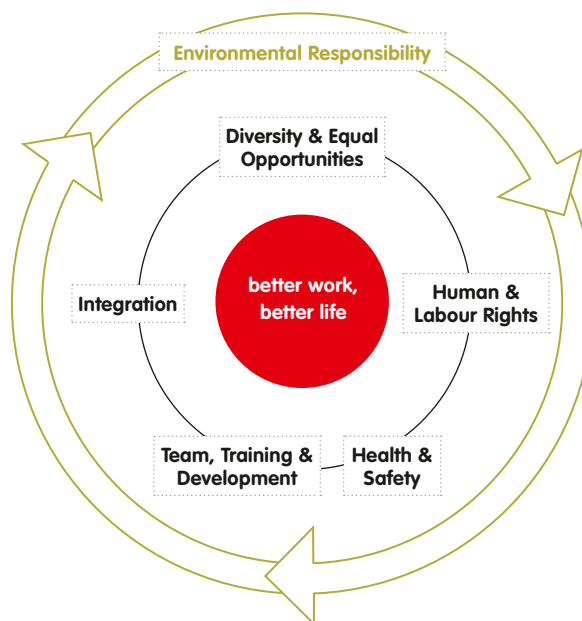 Environmental Responsibility
Diversity & Equal
Opportunities
better work,
better life
Integration
Human &
Labour Rights
Team, Training &
Development
Health &
Safety